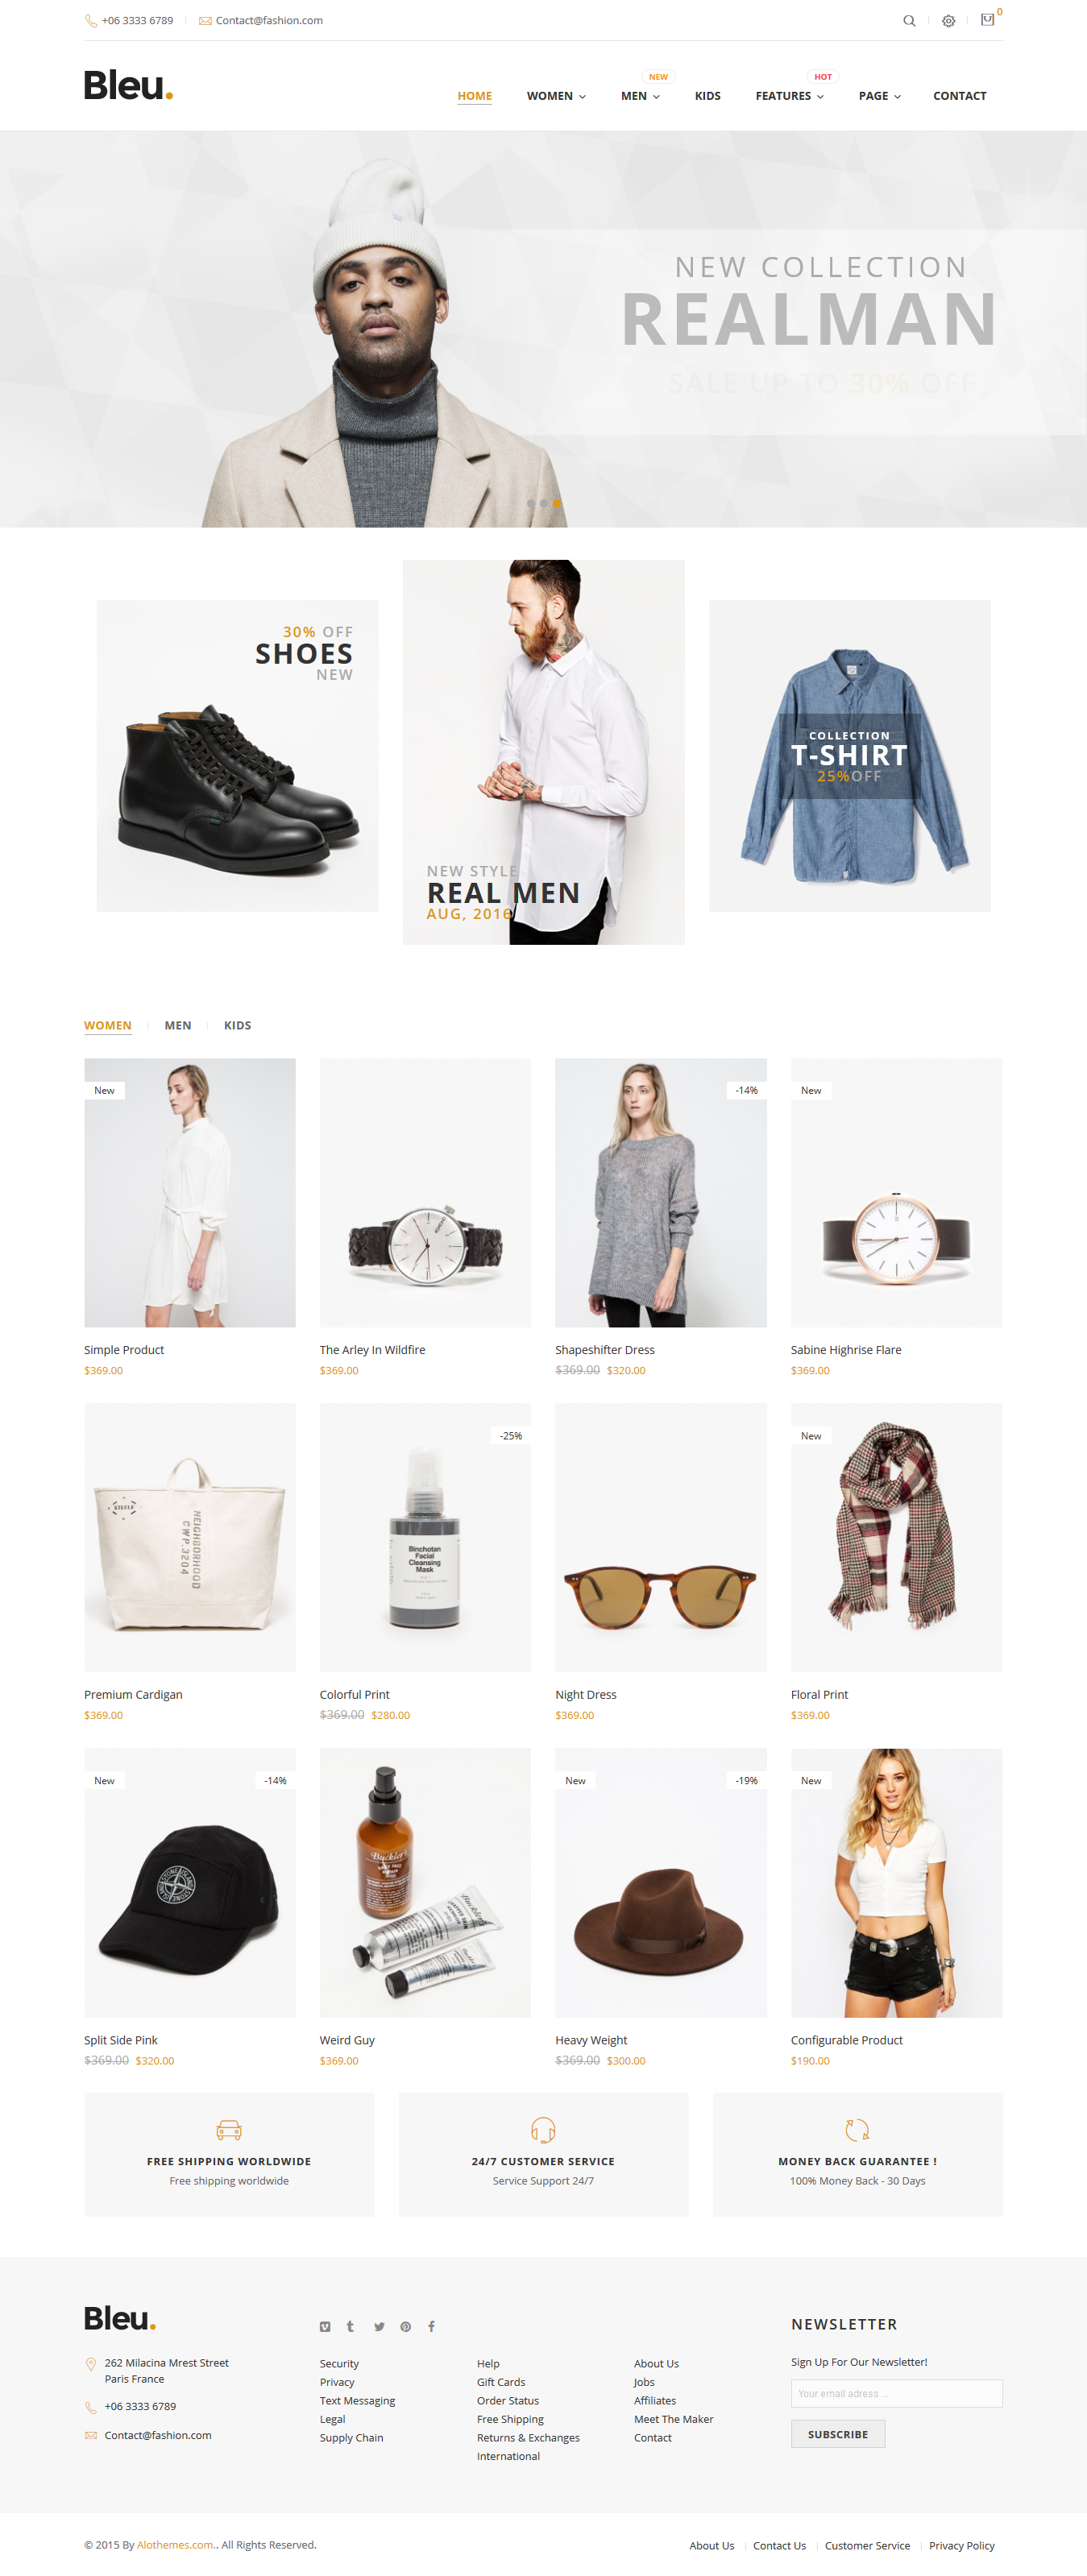 +06 3333 6789
Contact@fashion.com
0
Bleu.
NEW
HOT
HOME WOMEN MEN KIDS FEATURES PAGE CONTACT
NEW COLLECTION
REALMAN
SALE UP TO 30% OFF
30% OFF
SHOES
NEW
NEW STYLE
REAL MEN
AUG, 2016
COLLECTION
T-SHIRT
25%OFF
WOMEN MEN KIDS
New
-14%
New
Simple Product
$369.00
The Arley In Wildfire
$369.00
Shapeshifter Dress
$369.00 $320.00
Sabine Highrise Flare
$369.00
NEIGHBORHOOD
C.W.P.3204
-25%
Binchotan
Facial
Cleansing
Mask
New
Premium Cardigan
$369.00
Colorful Print
$369.00 $280.00
Night Dress
$369.00
Floral Print
$369.00
New
-14%
Buckler's
New
-19%
New
Split Side Pink
$369.00 $320.00
Weird Guy
$369.00
Heavy Weight
$369.00 $300.00
Configurable Product
$190.00
FREE SHIPPING WORLDWIDE
Free shipping worldwide
24/7 CUSTOMER SERVICE
Service Support 24/7
MONEY BACK GUARANTEE !
100% Money Back - 30 Days
Bleu.
262 Milacina Mrest Street
Paris France
+06 3333 6789
Contact@fashion.com
Security
Privacy
Text Messaging
Legal
Supply Chain
Help
Gift Cards
Order Status
Free Shipping
Returns & Exchanges
International
About Us
Jobs
Affiliates
Meet The Maker
Contact
NEWSLETTER
Sign Up For Our Newsletter!
Your email adress ...
SUBSCRIBE
© 2015 By Alothemes.com.. All Rights Reserved.
About Us Contact Us Customer Service Privacy Policy